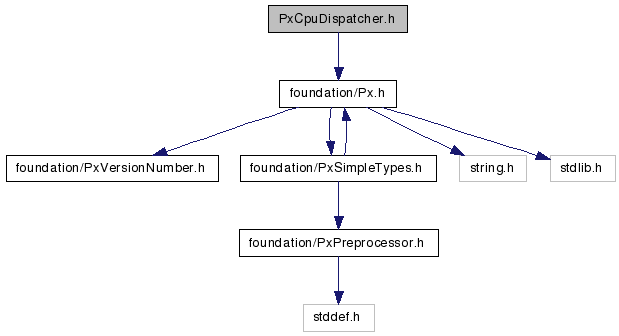 PxCpuDispatcher.h
foundation/Px.h
foundation/PxVersionNumber.h
foundation/PxSimpleTypes.h
string.h
stdlib.h
foundation/PxPreprocessor.h
stddef.h